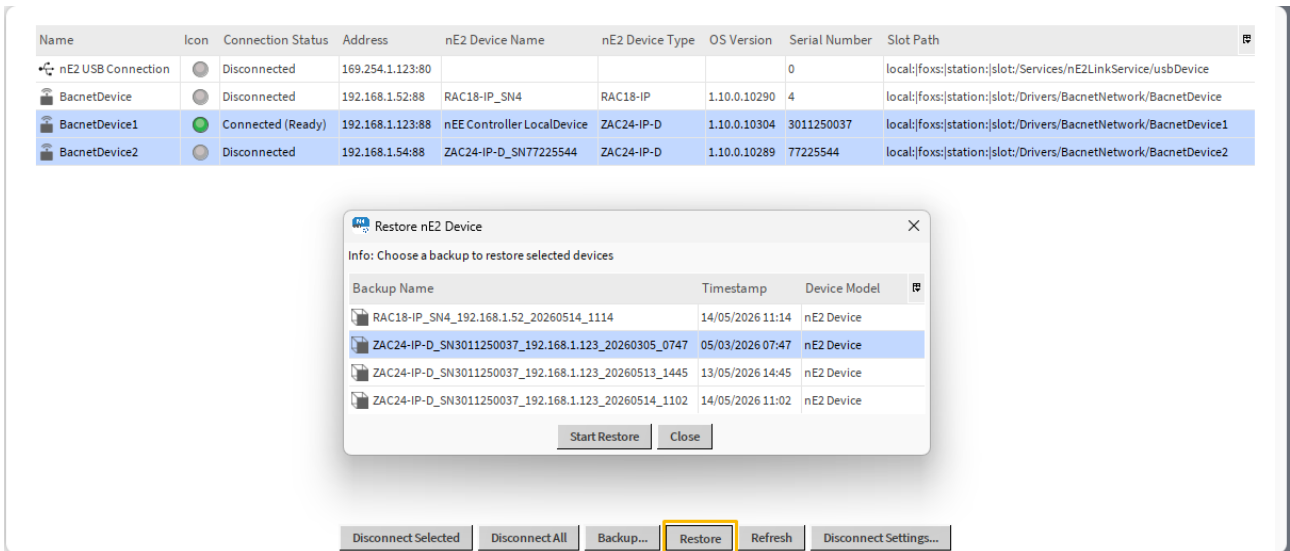 Name Icon Connection Status Address nE2 Device Name nE2 Device Type OS Version Serial Number Slot Path
nE2 USB Connection Disconnected 169.254.1.123:80 0 local:|foxs:|station:|slot:/Services/nE2LinkService/usbDevice
BacnetDevice Disconnected 192.168.1.52:88 RAC18-IP_SN4 RAC18-IP 1.10.0.10290 4 local:|foxs:|station:|slot:/Drivers/BacnetNetwork/BacnetDevice
BacnetDevice1 Connected (Ready) 192.168.1.123:88 nEE Controller LocalDevice ZAC24-IP-D 1.10.0.10304 3011250037 local:|foxs:|station:|slot:/Drivers/BacnetNetwork/BacnetDevice1
BacnetDevice2 Disconnected 192.168.1.54:88 ZAC24-IP-D_SN77225544 ZAC24-IP-D 1.10.0.10289 77225544 local:|foxs:|station:|slot:/Drivers/BacnetNetwork/BacnetDevice2
Restore nE2 Device
Info: Choose a backup to restore selected devices
Backup Name Timestamp Device Model
RAC18-IP_SN4_192.168.1.52_20260514_1114 14/05/2026 11:14 nE2 Device
ZAC24-IP-D_SN3011250037_192.168.1.123_20260305_0747 05/03/2026 07:47 nE2 Device
ZAC24-IP-D_SN3011250037_192.168.1.123_20260513_1445 13/05/2026 14:45 nE2 Device
ZAC24-IP-D_SN3011250037_192.168.1.123_20260514_1102 14/05/2026 11:02 nE2 Device
Start Restore Close
Disconnect Selected Disconnect All Backup... Restore Refresh Disconnect Settings...